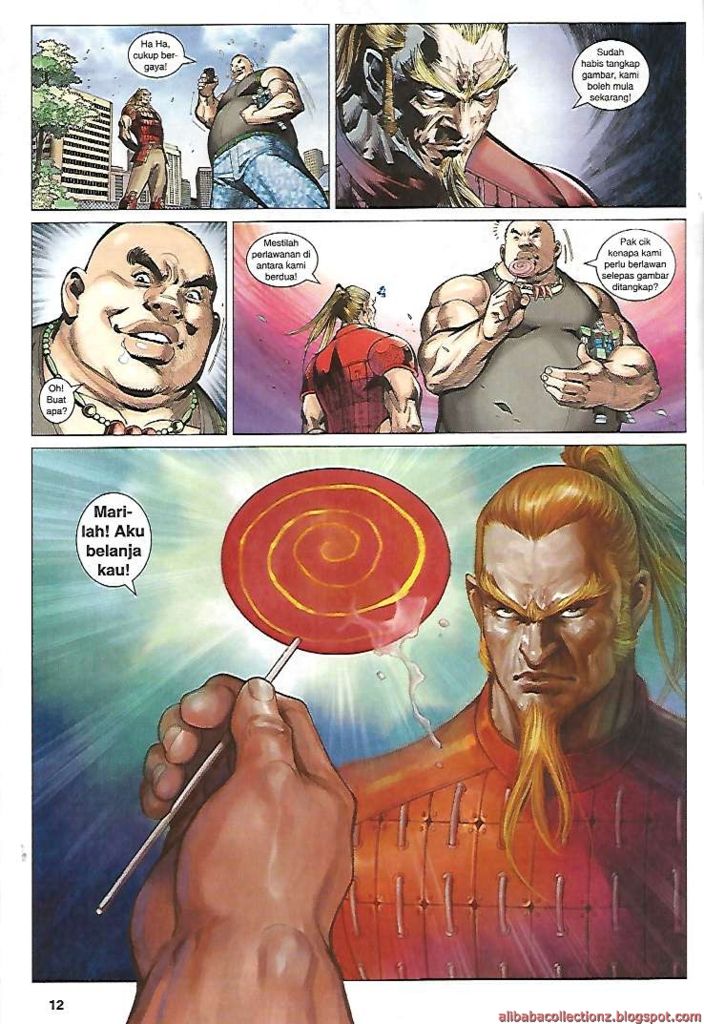 Ha Ha,
cukup ber-
gaya!
Sudah
habis tangkap
gambar, kami
boleh mula
sekarang!
Oh!
Buat
apa?
Mestilah
perlawanan di
antara kami
berdua!
Pak cik
kenapa kami
perlu berlawan
selepas gambar
ditangkap?
Mari-
lah! Aku
belanja
kau!
12
alibabacollectionz.blogspot.com